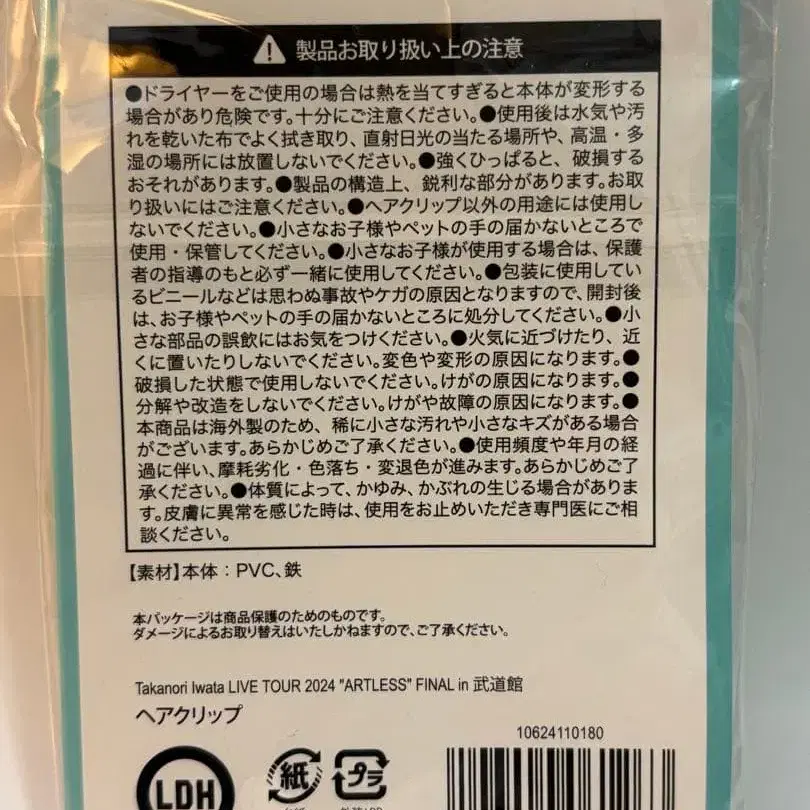 製品お取り扱い上の注意
●ドライヤーをご使用の場合は熱を当てすぎると本体が変形する
場合があり危険です。十分にご注意ください。●使用後は水気や汚
れを乾いた布でよく拭き取り、直射日光の当たる場所や、高温・多
湿の場所には放置しないでください。●強くひっぱると、破損する
おそれがあります。●製品の構造上、鋭利な部分があります。お取
り扱いにはご注意ください。●ヘアクリップ以外の用途には使用し
ないでください。●小さなお子様やペットの手の届かないところで
使用・保管してください。●小さなお子様が使用する場合は、保護
者の指導のもと必ず一緒に使用してください。●包装に使用してい
るビニールなどは思わぬ事故やケガの原因となりますので、開封後
は、お子様やペットの手の届かないところに処分してください。●小
さな部品の誤飲にはお気をつけください。●火気に近づけたり、近
くに置いたりしないでください。変色や変形の原因になります。●
破損した状態で使用しないでください。けがの原因になります。●
分解や改造をしないでください。けがや故障の原因になります。●
本商品は海外製のため、稀に小さな汚れや小さなキズがある場合
がございます。あらかじめご了承ください。●使用頻度や年月の経
過に伴い、摩耗劣化・色落ち・変退色が進みます。あらかじめご了
承ください。●体質によって、かゆみ、かぶれの生じる場合がありま
す。皮膚に異常を感じた時は、使用をお止めいただき専門医にご相
談ください。
【素材】本体：PVC、鉄
本パッケージは商品保護のためのものです。
ダメージによるお取り替えはいたしかねますので、ご了承ください。
Takanori Iwata LIVE TOUR 2024 "ARTLESS" FINAL in 武道館
ヘアクリップ
10624110180
LDH
紙
プラ